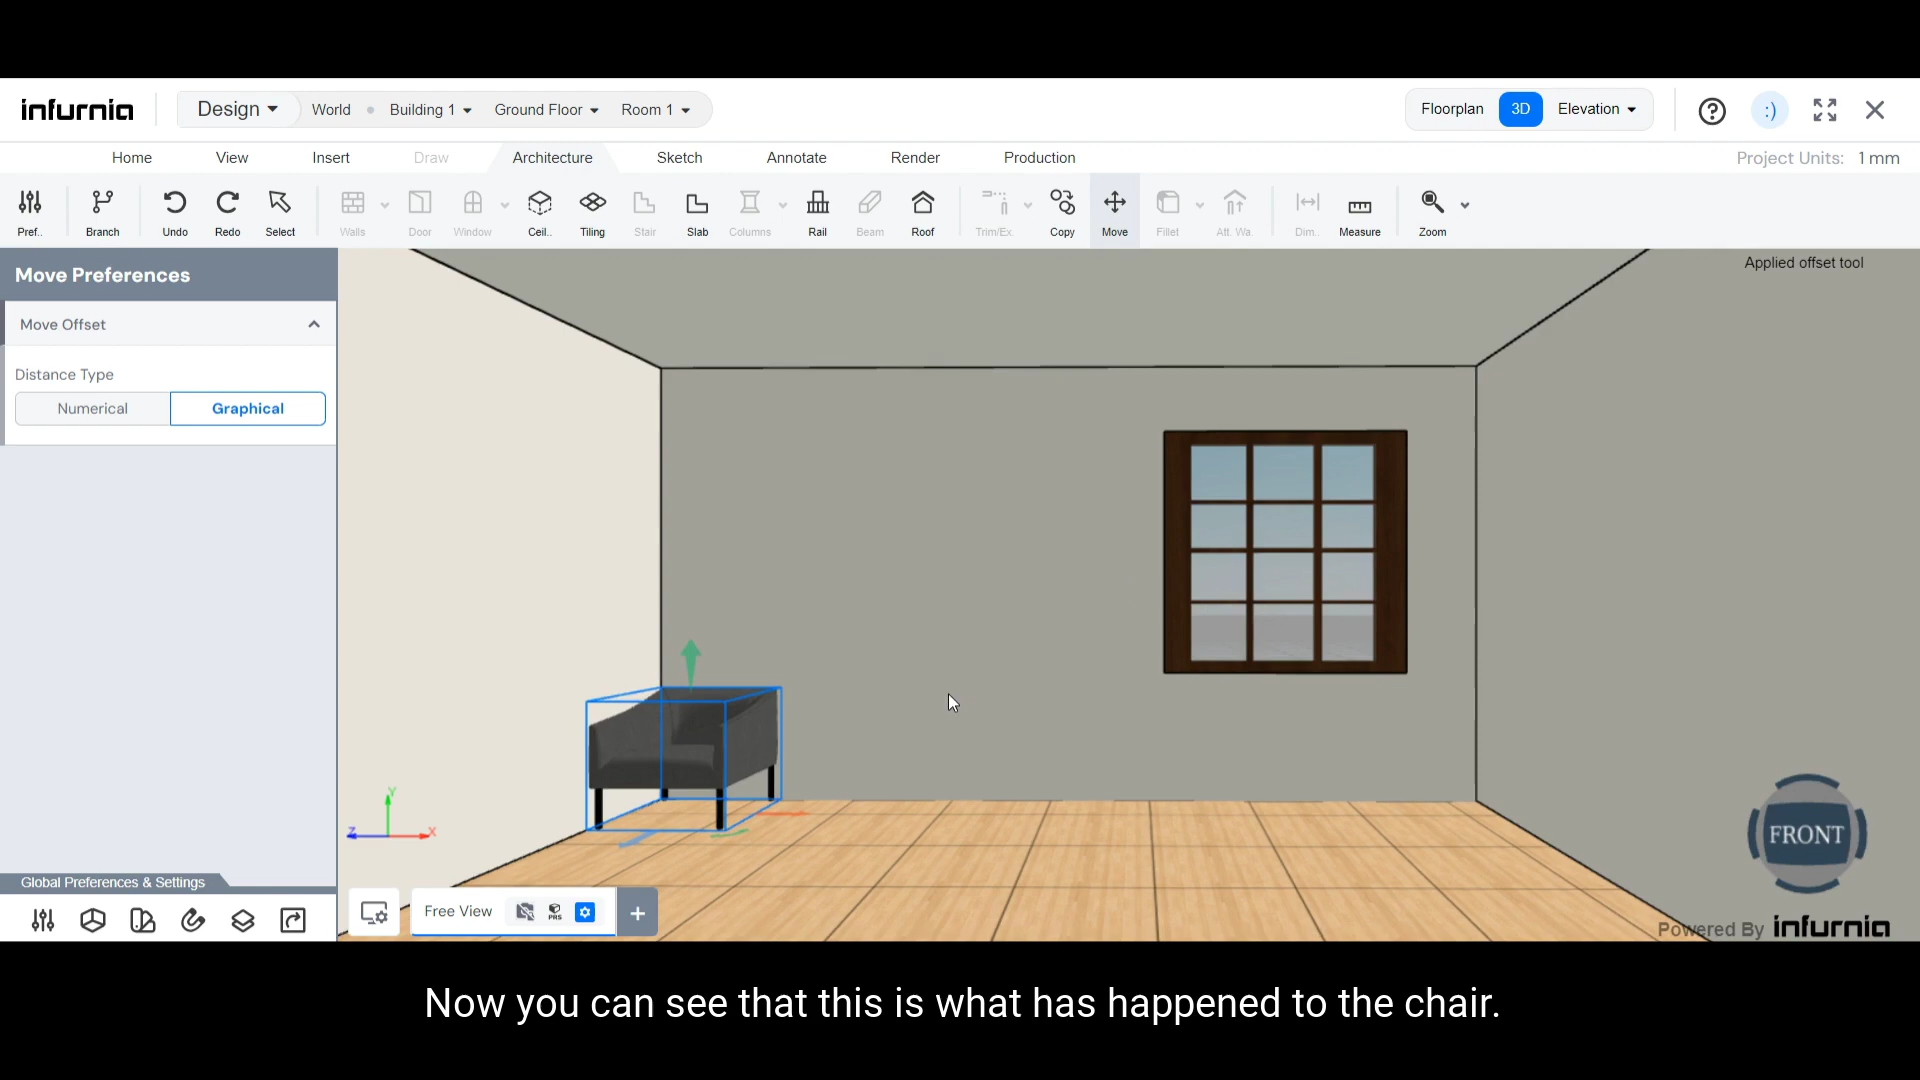 infurnia
Design
World
Building 1
Ground Floor
Room 1
Floorplan
3D
Elevation
:)
Home
View
Insert
Draw
Architecture
Sketch
Annotate
Render
Production
Project Units: 1 mm
Pref..
Branch
Undo
Redo
Select
Walls
Door
Window
Ceil..
Tiling
Stair
Slab
Columns
Rail
Beam
Roof
Trim/Ex.
Copy
Move
Fillet
Att. Wa.
Dim..
Measure
Zoom
Move Preferences
Applied offset tool
Move Offset
Distance Type
Numerical
Graphical
Y
Z
X
FRONT
Global Preferences & Settings
Free View
PRS
+
Powered By infurnia
Now you can see that this is what has happened to the chair.